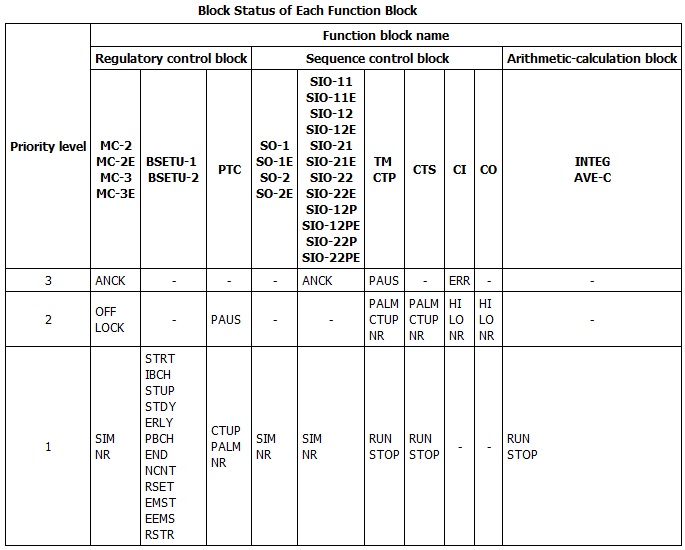 Block Status of Each Function Block
Priority level
Function block name
Regulatory control block
Sequence control block
Arithmetic-calculation block
MC-2
MC-2E
MC-3
MC-3E
BSETU-1
BSETU-2
PTC
SO-1
SO-1E
SO-2
SO-2E
SIO-11
SIO-11E
SIO-12
SIO-12E
SIO-21
SIO-21E
SIO-22
SIO-22E
SIO-12P
SIO-12PE
SIO-22P
SIO-22PE
TM
CTP
CTS
CI
CO
INTEG
AVE-C
3
ANCK
-
-
-
ANCK
PAUS
-
ERR
-
-
2
OFF
LOCK
-
PAUS
-
-
PALM
CTUP
NR
PALM
CTUP
NR
HI
LO
NR
HI
LO
NR
-
1
SIM
NR
STRT
IBCH
STUP
STDY
ERLY
PBCH
END
NCNT
RSET
EMST
EEMS
RSTR
CTUP
PALM
NR
SIM
NR
SIM
NR
RUN
STOP
RUN
STOP
-
-
RUN
STOP